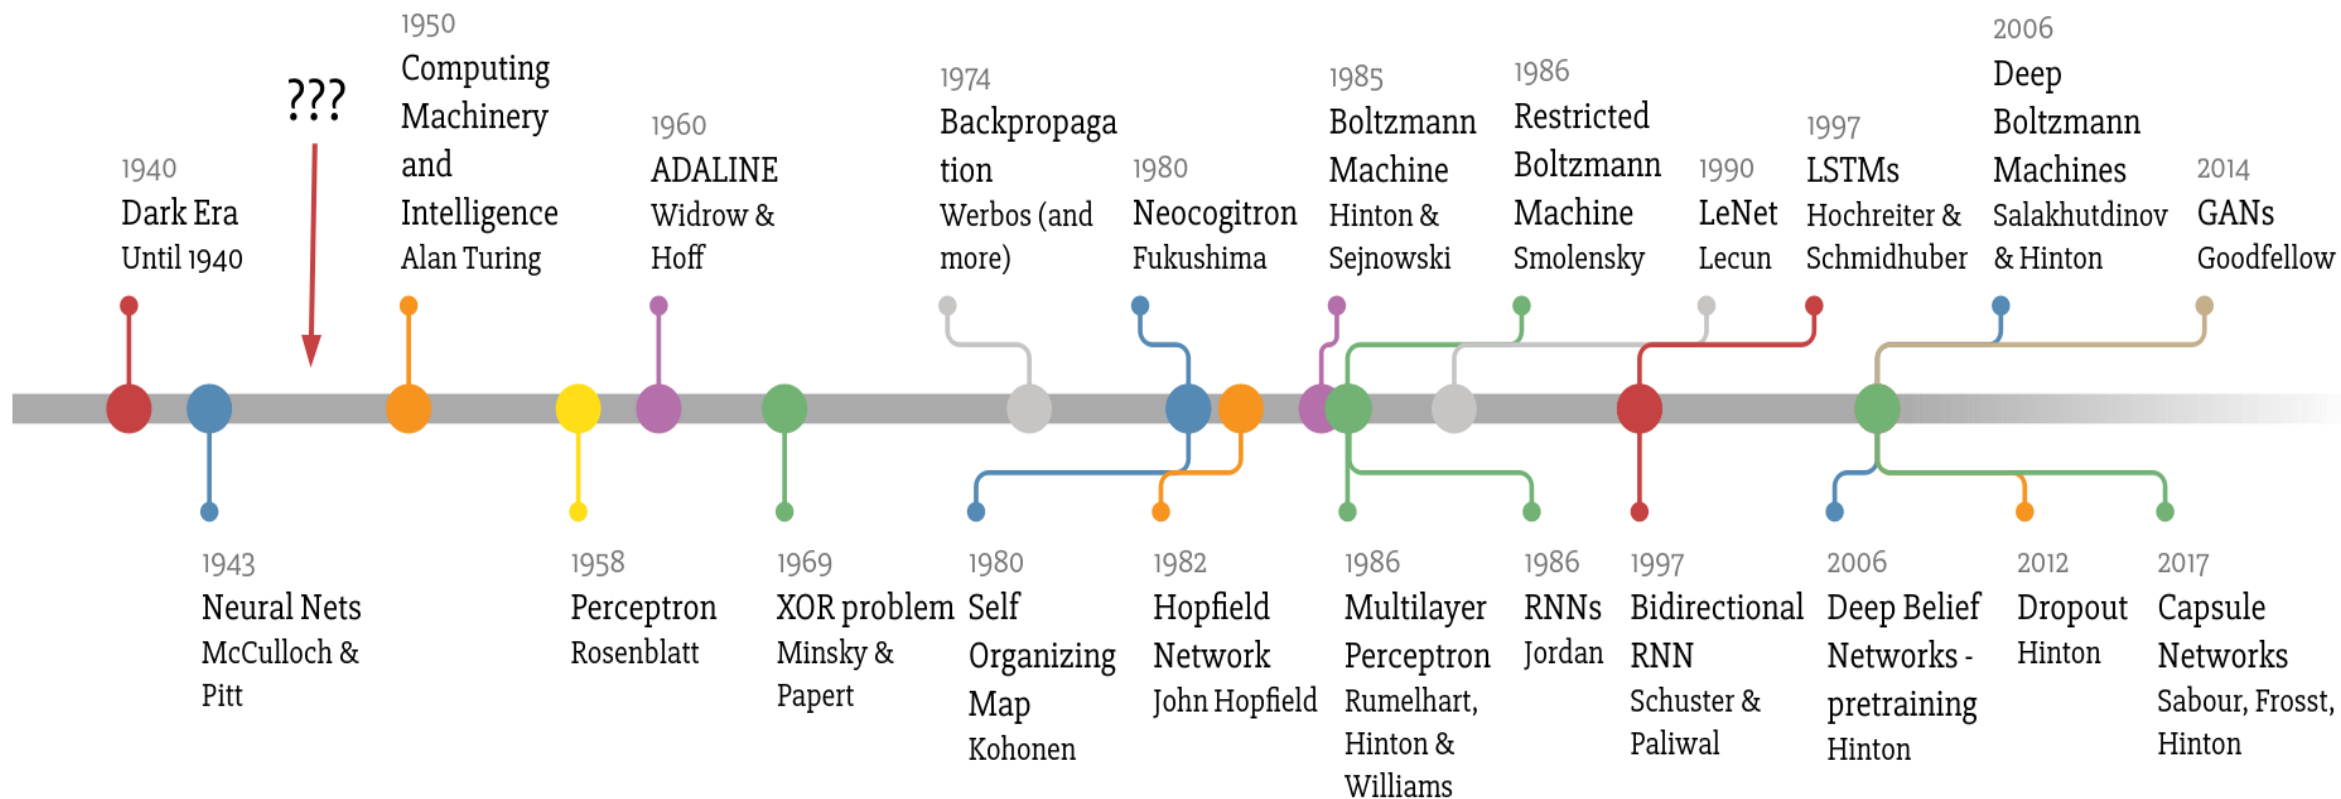 1940
Dark Era
Until 1940
???
1950
Computing
Machinery
and
Intelligence
Alan Turing
1960
ADALINE
Widrow &
Hoff
1974
Backpropaga
tion
Werbos (and
more)
1980
Neocogitron
Fukushima
1985
Boltzmann
Machine
Hinton &
Sejnowski
1986
Restricted
Boltzmann
Machine
Smolensky
1990
LeNet
Lecun
1997
LSTMs
Hochreiter &
Schmidhuber
2006
Deep
Boltzmann
Machines
Salakhutdinov
& Hinton
2014
GANs
Goodfellow
1943
Neural Nets
McCulloch &
Pitt
1958
Perceptron
Rosenblatt
1969
XOR problem
Minsky &
Papert
1980
Self
Organizing
Map
Kohonen
1982
Hopfield
Network
John Hopfield
1986
Multilayer
Perceptron
Rumelhart,
Hinton &
Williams
1986
RNNs
Jordan
1997
Bidirectional
RNN
Schuster &
Paliwal
2006
Deep Belief
Networks -
pretraining
Hinton
2012
Dropout
Hinton
2017
Capsule
Networks
Sabour, Frosst,
Hinton